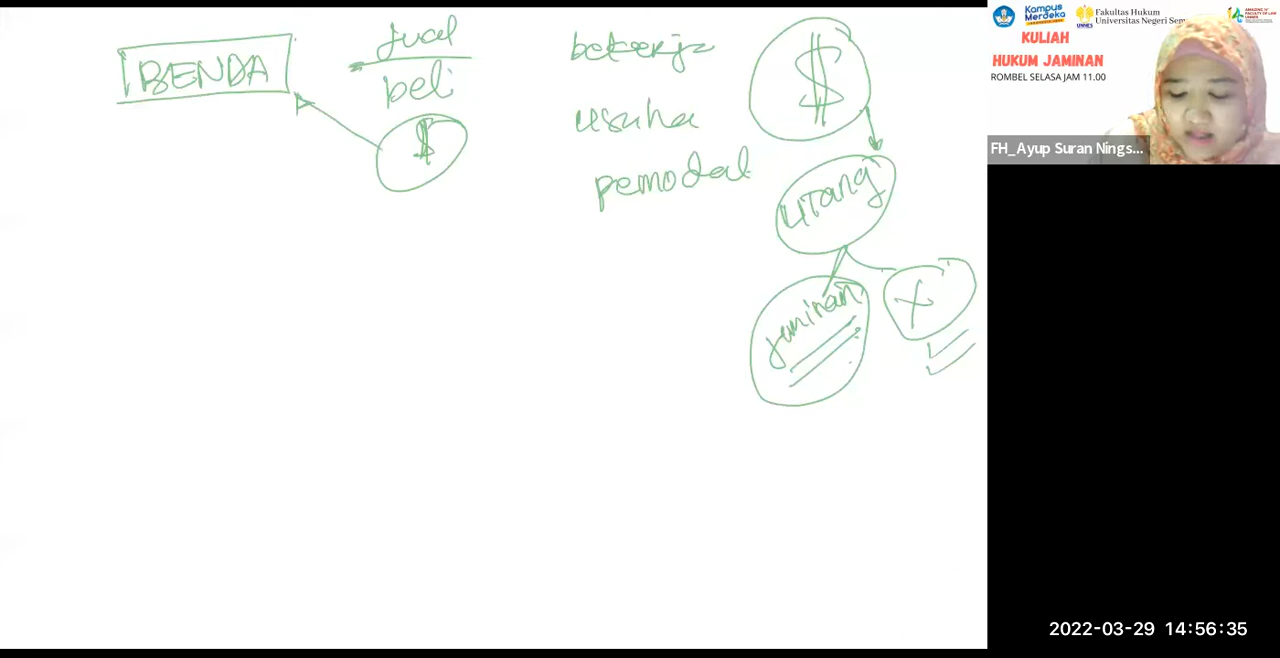 BENDA
jual
beli
$
bekerja
usaha
pemodal
$
utang
jaminan
X
Kampus
Merdeka
UNNES
Fakultas Hukum
Universitas Negeri Sem
KULIAH
HUKUM JAMINAN
ROMBEL SELASA JAM 11.00
FH_Ayup Suran Nings...
2022-03-29 14:56:35